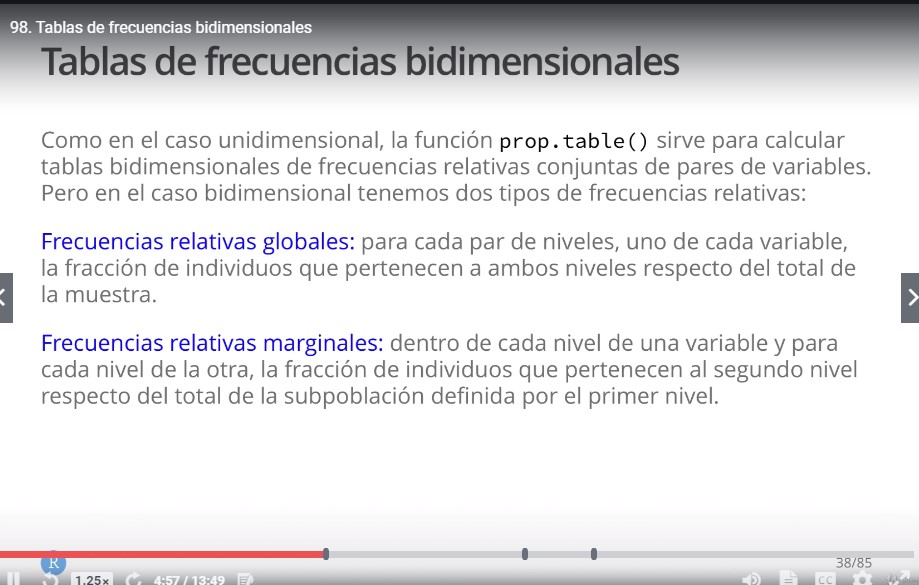 98. Tablas de frecuencias bidimensionales
Tablas de frecuencias bidimensionales
Como en el caso unidimensional, la función prop.table() sirve para calcular
tablas bidimensionales de frecuencias relativas conjuntas de pares de variables.
Pero en el caso bidimensional tenemos dos tipos de frecuencias relativas:
Frecuencias relativas globales: para cada par de niveles, uno de cada variable,
la fracción de individuos que pertenecen a ambos niveles respecto del total de
la muestra.
Frecuencias relativas marginales: dentro de cada nivel de una variable y para
cada nivel de la otra, la fracción de individuos que pertenecen al segundo nivel
respecto del total de la subpoblación definida por el primer nivel.
R
38/85
1.25x
4:57 / 13:49
CC